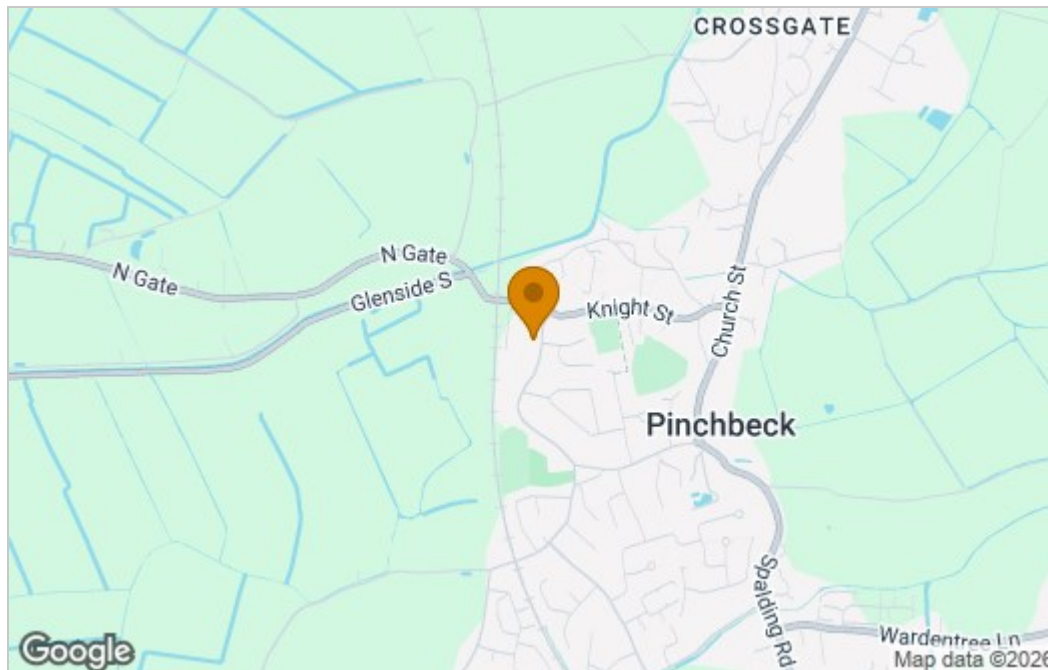 CROSSGATE
N Gate
N Gate
Glenside S
Knight St
Church St
Pinchbeck
Spalding Rd
Wardentree Ln
Google
Map data ©2026